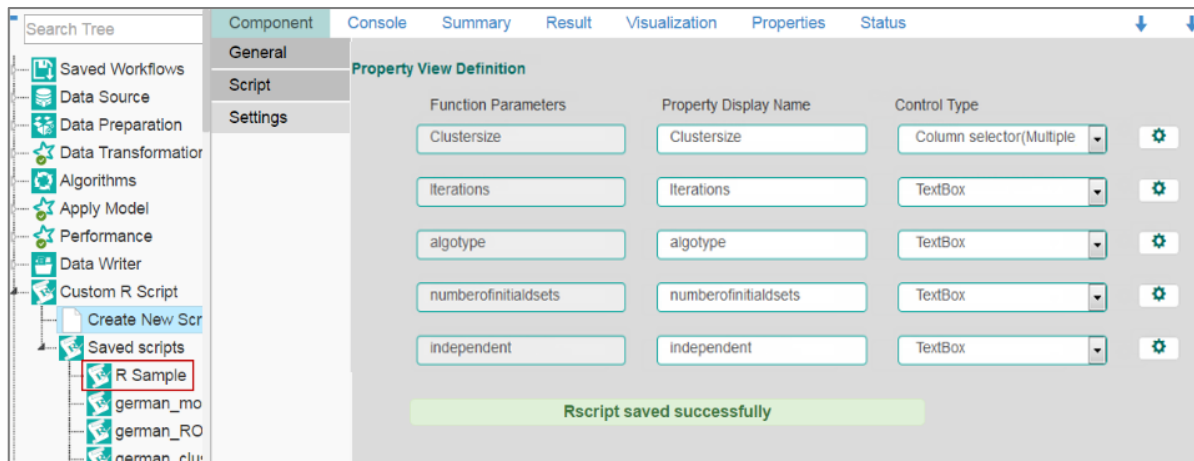 Search Tree
Saved Workflows
Data Source
Data Preparation
Data Transformation
Algorithms
Apply Model
Performance
Data Writer
Custom R Script
Create New Scr
Saved scripts
R Sample
german_mo
german_RO
german_clus
Component
Console
Summary
Result
Visualization
Properties
Status
General
Script
Settings
Property View Definition
Function Parameters
Property Display Name
Control Type
Clustersize
Clustersize
Column selector(Multiple
Iterations
Iterations
TextBox
algotype
algotype
TextBox
numberofinitialdsets
numberofinitialdsets
TextBox
independent
independent
TextBox
Rscript saved successfully